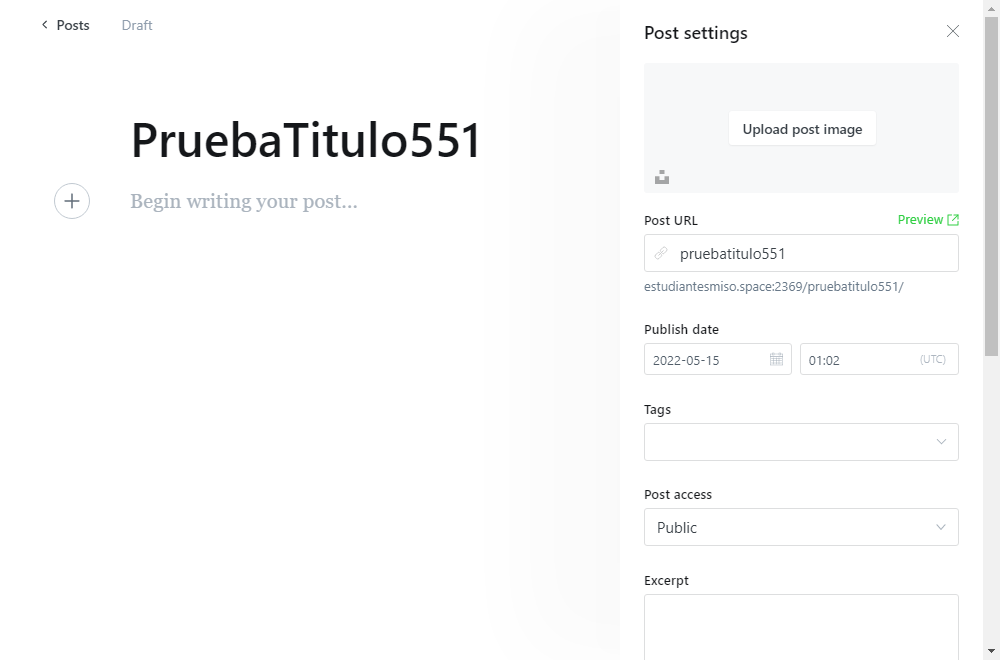 Posts Draft
PruebaTitulo551
Begin writing your post...
Post settings
Upload post image
Post URL Preview
pruebatitulo551
estudiantesmiso.space:2369/pruebatitulo551/
Publish date
2022-05-15 01:02 (UTC)
Tags
Post access
Public
Excerpt